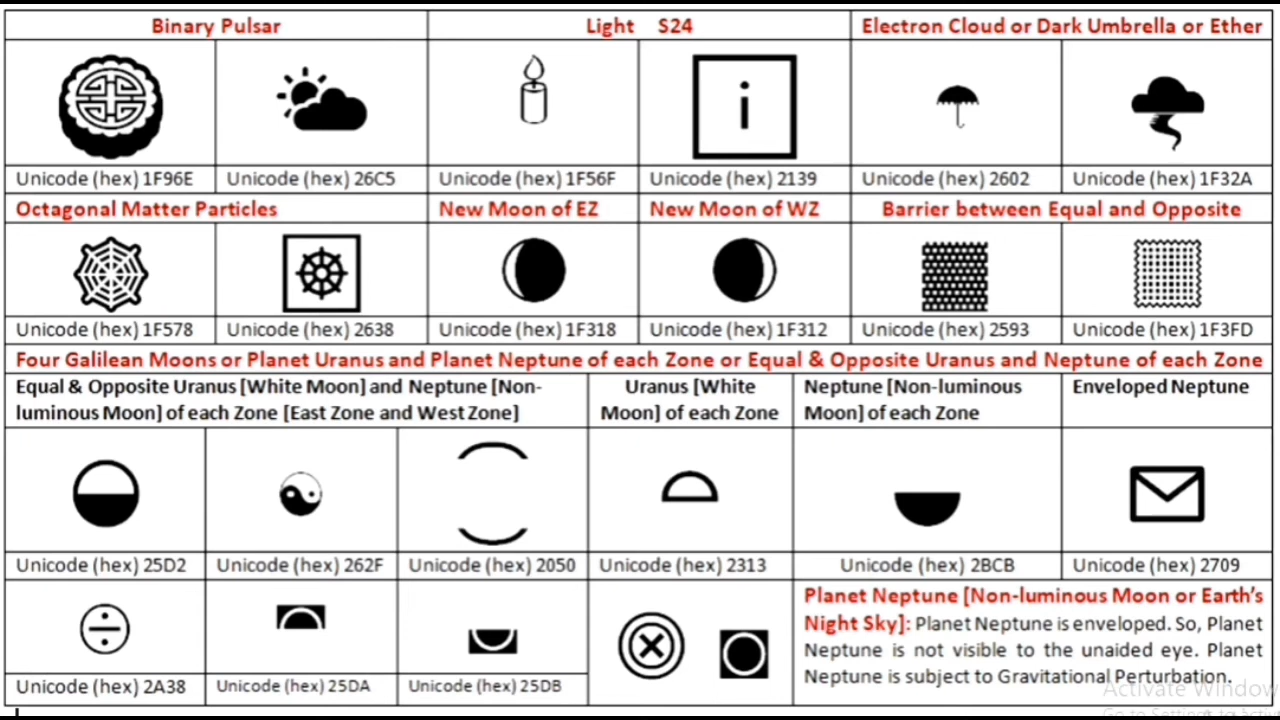 Binary Pulsar
Light S24
Electron Cloud or Dark Umbrella or Ether
i
Unicode (hex) 1F96E
Unicode (hex) 26C5
Unicode (hex) 1F56F
Unicode (hex) 2139
Unicode (hex) 2602
Unicode (hex) 1F32A
Octagonal Matter Particles
New Moon of EZ
New Moon of WZ
Barrier between Equal and Opposite
Unicode (hex) 1F578
Unicode (hex) 2638
Unicode (hex) 1F318
Unicode (hex) 1F312
Unicode (hex) 2593
Unicode (hex) 1F3FD
Four Galilean Moons or Planet Uranus and Planet Neptune of each Zone or Equal & Opposite Uranus and Neptune of each Zone
Equal & Opposite Uranus [White Moon] and Neptune [Non-
luminous Moon] of each Zone [East Zone and West Zone]
Uranus [White
Moon] of each Zone
Neptune [Non-luminous
Moon] of each Zone
Enveloped Neptune
Unicode (hex) 25D2
Unicode (hex) 262F
Unicode (hex) 2050
Unicode (hex) 2313
Unicode (hex) 2BCB
Unicode (hex) 2709
Unicode (hex) 2A38
Unicode (hex) 25DA
Unicode (hex) 25DB
Planet Neptune [Non-luminous Moon or Earth's
Night Sky]: Planet Neptune is enveloped. So, Planet
Neptune is not visible to the unaided eye. Planet
Neptune is subject to Gravitational Perturbation.
Activate Window
Go to Settings to